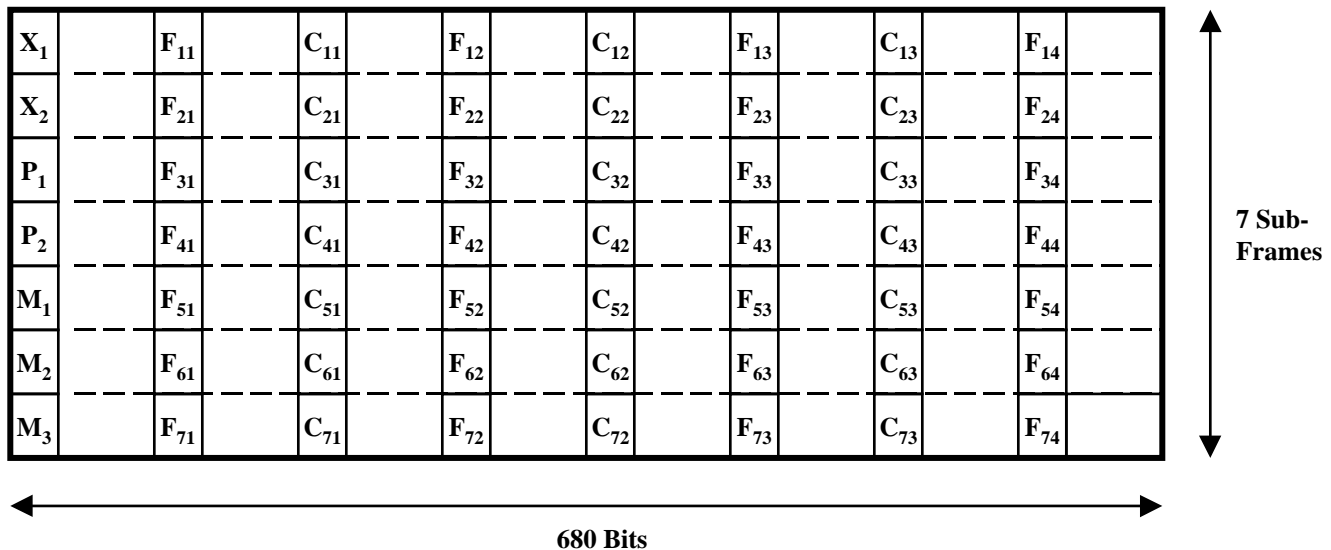 X₁ F₁₁ C₁₁ F₁₂ C₁₂ F₁₃ C₁₃ F₁₄
X₂ F₂₁ C₂₁ F₂₂ C₂₂ F₂₃ C₂₃ F₂₄
P₁ F₃₁ C₃₁ F₃₂ C₃₂ F₃₃ C₃₃ F₃₄
P₂ F₄₁ C₄₁ F₄₂ C₄₂ F₄₃ C₄₃ F₄₄
M₁ F₅₁ C₅₁ F₅₂ C₅₂ F₅₃ C₅₃ F₅₄
M₂ F₆₁ C₆₁ F₆₂ C₆₂ F₆₃ C₆₃ F₆₄
M₃ F₇₁ C₇₁ F₇₂ C₇₂ F₇₃ C₇₃ F₇₄
7 Sub-
Frames
680 Bits